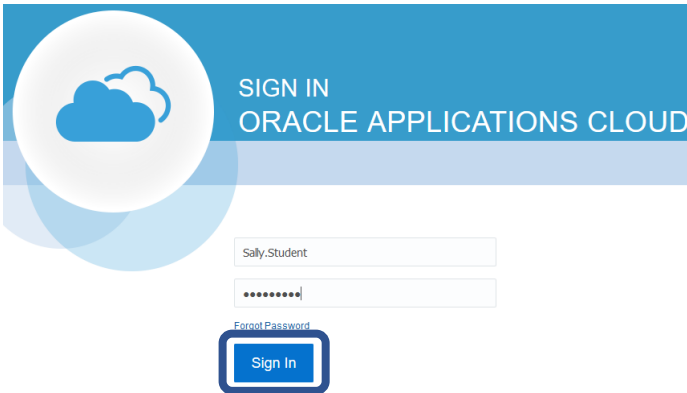 SIGN IN
ORACLE APPLICATIONS CLOUD
Sally.Student
•••••••••
Forgot Password
Sign In